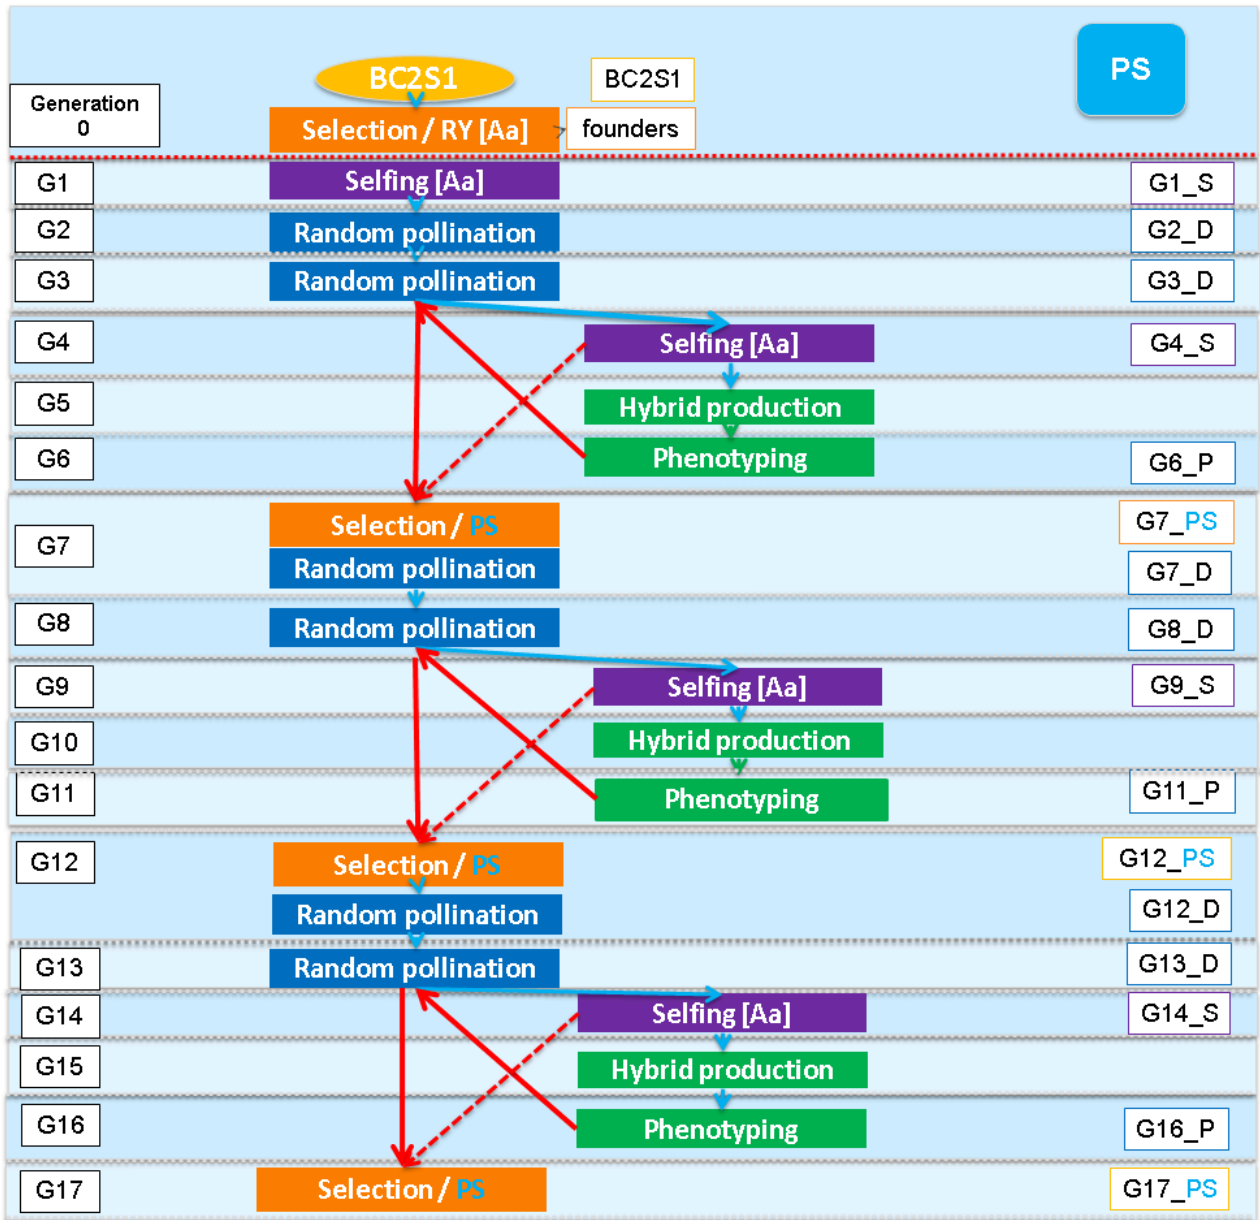 PS
BC2S1
BC2S1
Generation
0
Selection / RY [Aa]
founders
G1
Selfing [Aa]
G1_S
G2
Random pollination
G2_D
G3
Random pollination
G3_D
G4
Selfing [Aa]
G4_S
G5
Hybrid production
G6
Phenotyping
G6_P
G7
Selection / PS
G7_PS
Random pollination
G7_D
G8
Random pollination
G8_D
G9
Selfing [Aa]
G9_S
G10
Hybrid production
G11
Phenotyping
G11_P
G12
Selection / PS
G12_PS
Random pollination
G12_D
G13
Random pollination
G13_D
G14
Selfing [Aa]
G14_S
G15
Hybrid production
G16
Phenotyping
G16_P
G17
Selection / PS
G17_PS